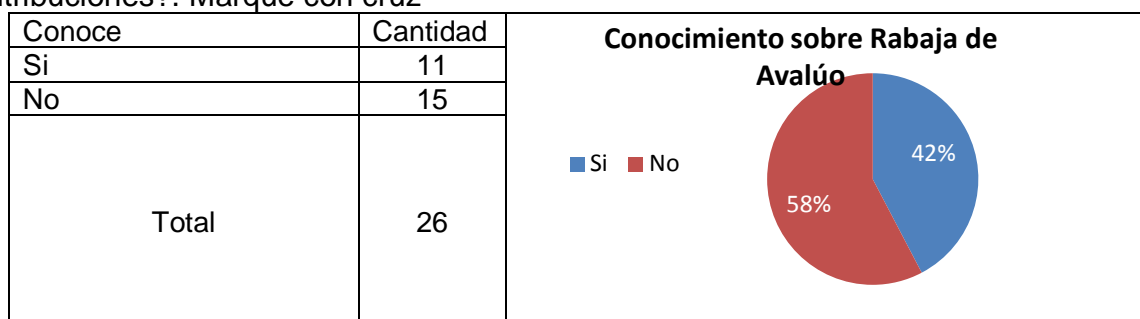 Conoce Cantidad
Si 11
No 15
Total 26
Conocimiento sobre Rabaja de
Avalúo
Si No
42%
58%